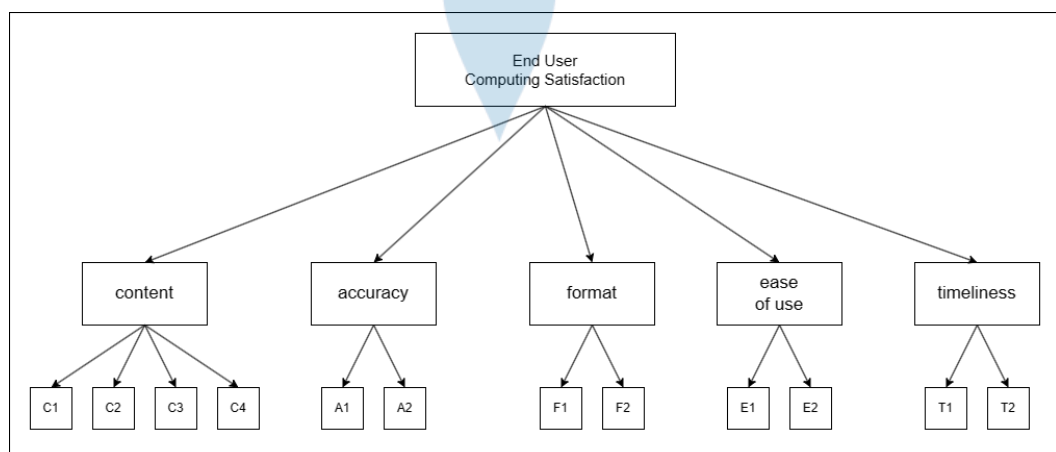 End User
Computing Satisfaction
content
accuracy
format
ease
of use
timeliness
C1
C2
C3
C4
A1
A2
F1
F2
E1
E2
T1
T2